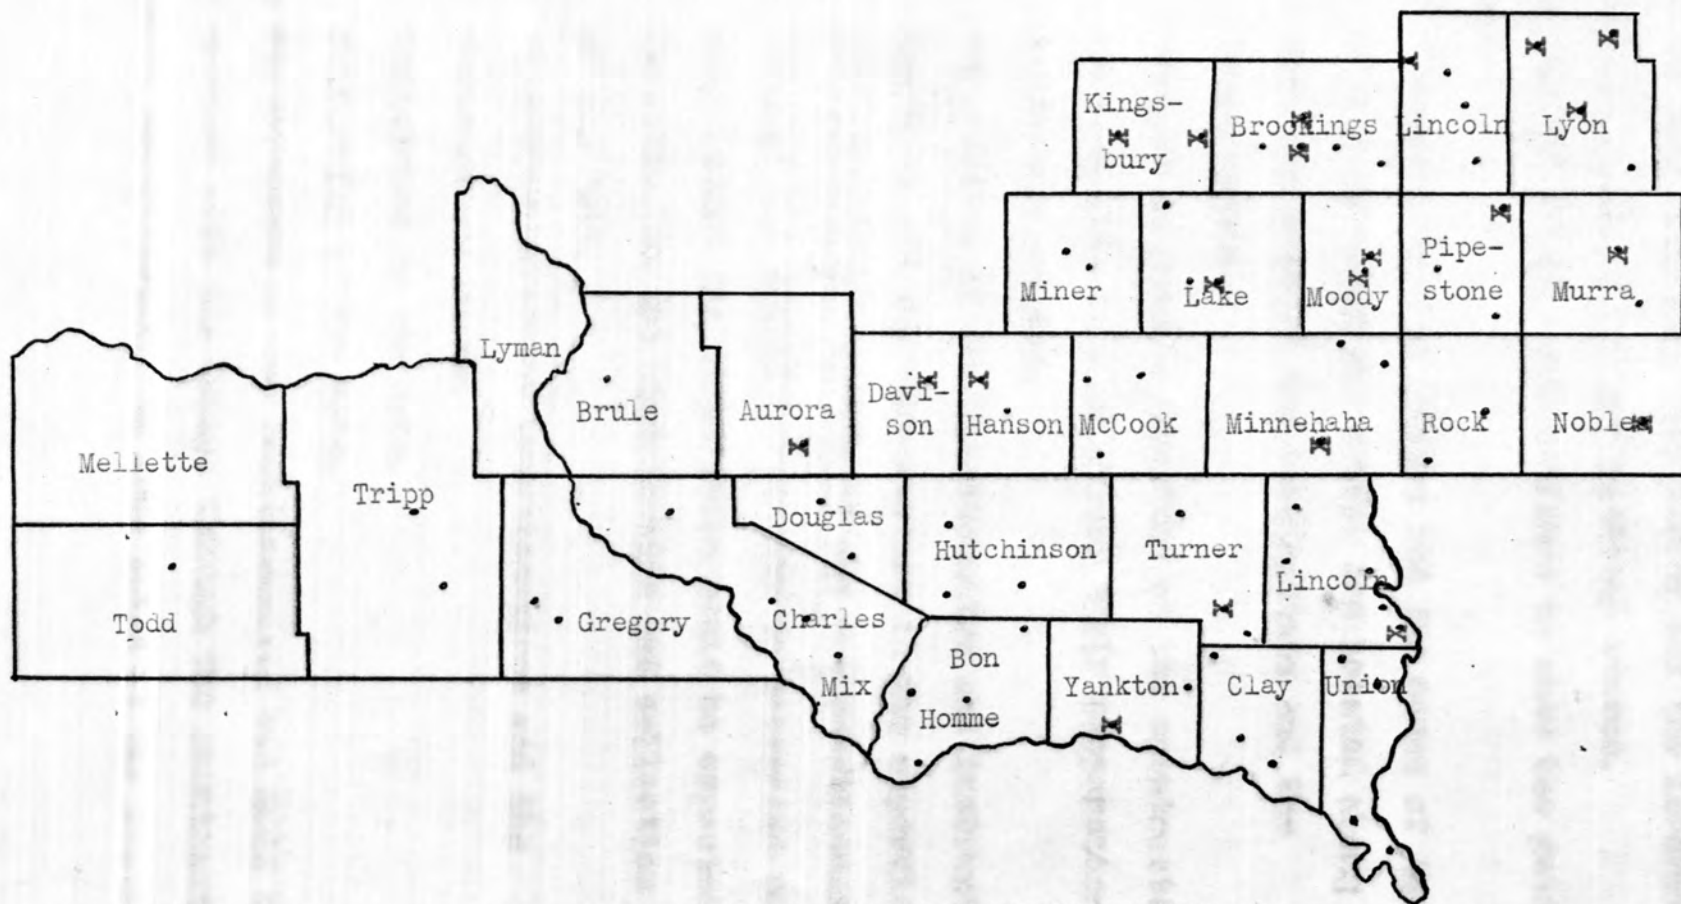 Kings-
bury
Brookings
Lincoln
Lyon
Miner
Lake
Moody
Pipe-
stone
Murra
Lyman
Brule
Aurora
Davi-
son
Hanson
McCook
Minnehaha
Rock
Noble
Mellette
Tripp
Douglas
Hutchinson
Turner
Lincoln
Todd
Gregory
Charles
Mix
Bon
Homme
Yankton
Clay
Union